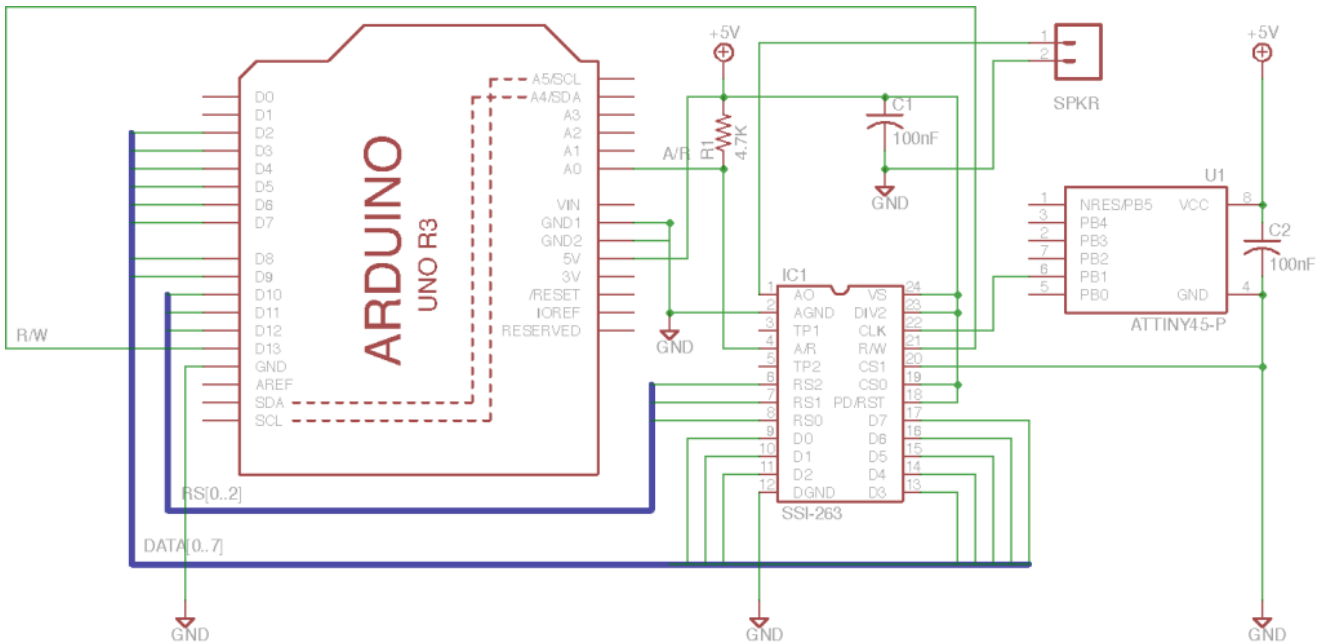 R/W
D0
D1
D2
D3
D4
D5
D6
D7
D8
D9
D10
D11
D12
D13
GND
AREF
SDA
SCL
ARDUINO
UNO R3
A5/SCL
A4/SDA
A3
A2
A1
A0
VIN
GND1
GND2
5V
3V
/RESET
IOREF
RESERVED
RS[0..2]
DATA[0..7]
GND
+5V
R1
4.7K
A/R
C1
100nF
GND
GND
1
2
SPKR
IC1
1 AO
2 AGND
3 TP1
4 A/R
5 TP2
6 RS2
7 RS1
8 RS0
9 D0
10 D1
11 D2
12 DGND
VS 24
DIV2 23
CLK 22
R/W 21
CS1 20
CS0 19
PD/RST 18
D7 17
D6 16
D5 15
D4 14
D3 13
SSI-263
GND
+5V
U1
1 NRES/PB5
3 PB4
2 PB3
7 PB2
6 PB1
5 PB0
VCC 8
GND 4
ATTINY45-P
C2
100nF
GND